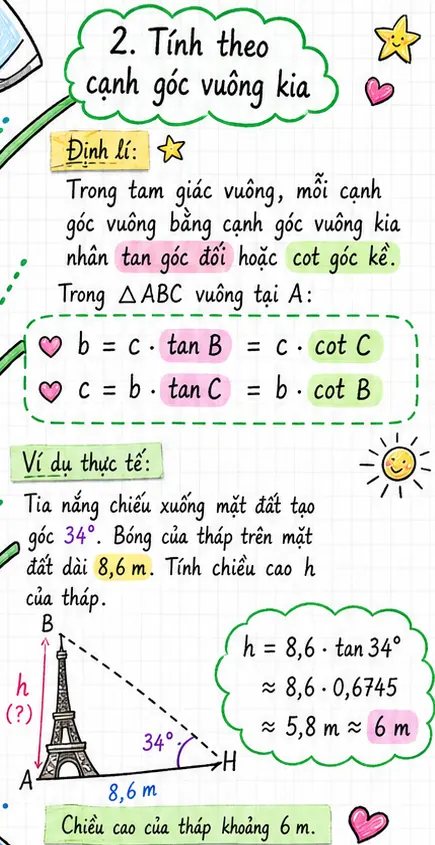 2. Tính theo
cạnh góc vuông kia
Định lí:
Trong tam giác vuông, mỗi cạnh
góc vuông bằng cạnh góc vuông kia
nhân tan góc đối hoặc cot góc kề.
Trong △ABC vuông tại A:
b = c · tan B = c · cot C
c = b · tan C = b · cot B
Ví dụ thực tế:
Tia nắng chiếu xuống mặt đất tạo
góc 34°. Bóng của tháp trên mặt
đất dài 8,6 m. Tính chiều cao h
của tháp.
B
h
(?)
34°
A
H
8,6 m
h = 8,6 · tan 34°
≈ 8,6 · 0,6745
≈ 5,8 m ≈ 6 m
Chiều cao của tháp khoảng 6 m.